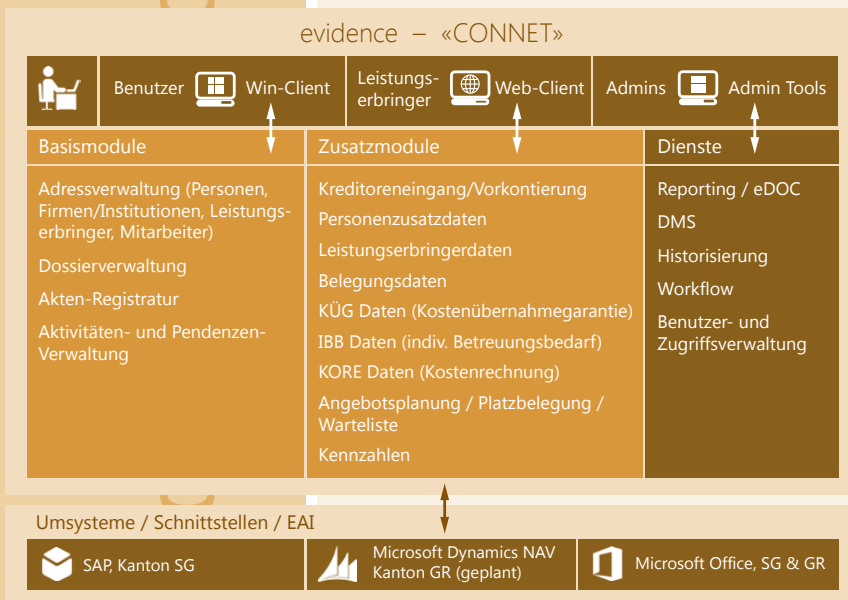 evidence – «CONNET»
Benutzer
Win-Client
Leistungs-
erbringer
Web-Client
Admins
Admin Tools
Basismodule
Adressverwaltung (Personen,
Firmen/Institutionen, Leistungs-
erbringer, Mitarbeiter)
Dossierverwaltung
Akten-Registratur
Aktivitäten- und Pendenzen-
Verwaltung
Zusatzmodule
Kreditoreneingang/Vorkontierung
Personenzusatzdaten
Leistungserbringerdaten
Belegungsdaten
KÜG Daten (Kostenübernahmegarantie)
IBB Daten (indiv. Betreuungsbedarf)
KORE Daten (Kostenrechnung)
Angebotsplanung / Platzbelegung /
Warteliste
Kennzahlen
Dienste
Reporting / eDOC
DMS
Historisierung
Workflow
Benutzer- und
Zugriffsverwaltung
Umsysteme / Schnittstellen / EAI
SAP, Kanton SG
Microsoft Dynamics NAV
Kanton GR (geplant)
Microsoft Office, SG & GR